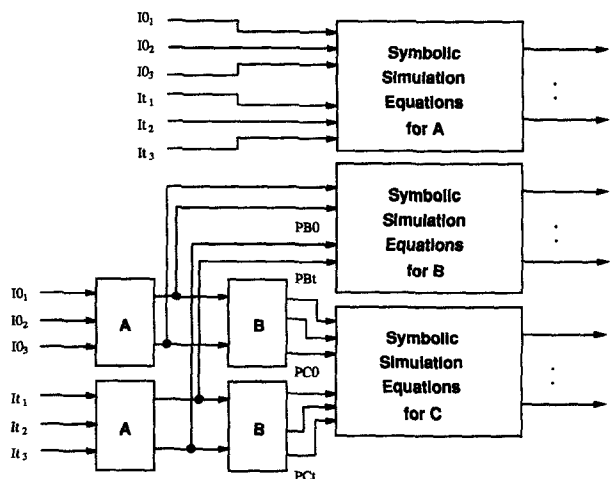 I0₁
I0₂
I0₃
It₁
It₂
It₃
Symbolic
Simulation
Equations
for A
PB0
PBt
Symbolic
Simulation
Equations
for B
I0₁
I0₂
I0₃
A
B
It₁
It₂
It₃
A
B
PC0
PCt
Symbolic
Simulation
Equations
for C